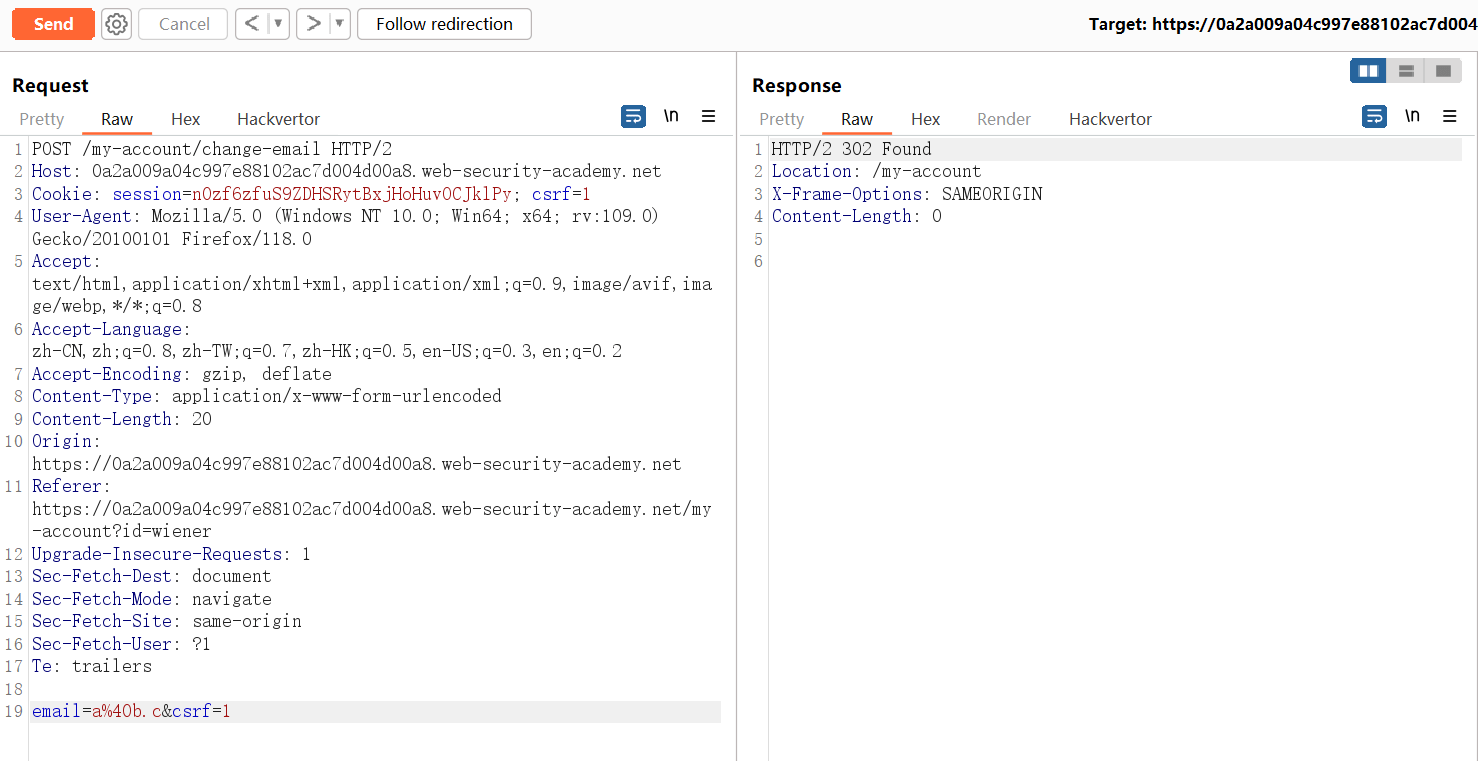 Send Cancel < > Follow redirection Target: https://0a2a009a04c997e88102ac7d004
Request
Pretty Raw Hex Hackvertor \n
1 POST /my-account/change-email HTTP/2
2 Host: 0a2a009a04c997e88102ac7d004d00a8.web-security-academy.net
3 Cookie: session=n0zf6zfuS9ZDHSRytBxjHoHuv0CJklPy; csrf=1
4 User-Agent: Mozilla/5.0 (Windows NT 10.0; Win64; x64; rv:109.0)
Gecko/20100101 Firefox/118.0
5 Accept:
text/html,application/xhtml+xml,application/xml;q=0.9,image/avif,ima
ge/webp,*/*;q=0.8
6 Accept-Language:
zh-CN,zh;q=0.8,zh-TW;q=0.7,zh-HK;q=0.5,en-US;q=0.3,en;q=0.2
7 Accept-Encoding: gzip, deflate
8 Content-Type: application/x-www-form-urlencoded
9 Content-Length: 20
10 Origin:
https://0a2a009a04c997e88102ac7d004d00a8.web-security-academy.net
11 Referer:
https://0a2a009a04c997e88102ac7d004d00a8.web-security-academy.net/my
-account?id=wiener
12 Upgrade-Insecure-Requests: 1
13 Sec-Fetch-Dest: document
14 Sec-Fetch-Mode: navigate
15 Sec-Fetch-Site: same-origin
16 Sec-Fetch-User: ?1
17 Te: trailers
18
19 email=a%40b.c&csrf=1
Response
Pretty Raw Hex Render Hackvertor \n
1 HTTP/2 302 Found
2 Location: /my-account
3 X-Frame-Options: SAMEORIGIN
4 Content-Length: 0
5
6